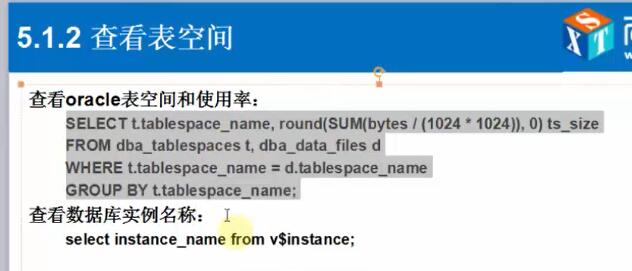 5.1.2 查看表空间
XST
查看oracle表空间和使用率：
SELECT t.tablespace_name, round(SUM(bytes / (1024 * 1024)), 0) ts_size
FROM dba_tablespaces t, dba_data_files d
WHERE t.tablespace_name = d.tablespace_name
GROUP BY t.tablespace_name;
查看数据库实例名称：
select instance_name from v$instance;